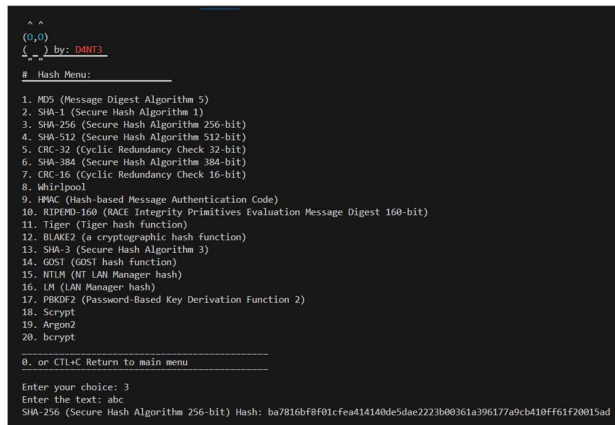 ^ ^
(0,0)
(   ) by: D4NT3
" "
#  Hash Menu:
1. MD5 (Message Digest Algorithm 5)
2. SHA-1 (Secure Hash Algorithm 1)
3. SHA-256 (Secure Hash Algorithm 256-bit)
4. SHA-512 (Secure Hash Algorithm 512-bit)
5. CRC-32 (Cyclic Redundancy Check 32-bit)
6. SHA-384 (Secure Hash Algorithm 384-bit)
7. CRC-16 (Cyclic Redundancy Check 16-bit)
8. Whirlpool
9. HMAC (Hash-based Message Authentication Code)
10. RIPEMD-160 (RACE Integrity Primitives Evaluation Message Digest 160-bit)
11. Tiger (Tiger hash function)
12. BLAKE2 (a cryptographic hash function)
13. SHA-3 (Secure Hash Algorithm 3)
14. GOST (GOST hash function)
15. NTLM (NT LAN Manager hash)
16. LM (LAN Manager hash)
17. PBKDF2 (Password-Based Key Derivation Function 2)
18. Scrypt
19. Argon2
20. bcrypt
0. or CTL+C Return to main menu
Enter your choice: 3
Enter the text: abc
SHA-256 (Secure Hash Algorithm 256-bit) Hash: ba7816bf8f01cfea414140de5dae2223b00361a396177a9cb410ff61f20015ad